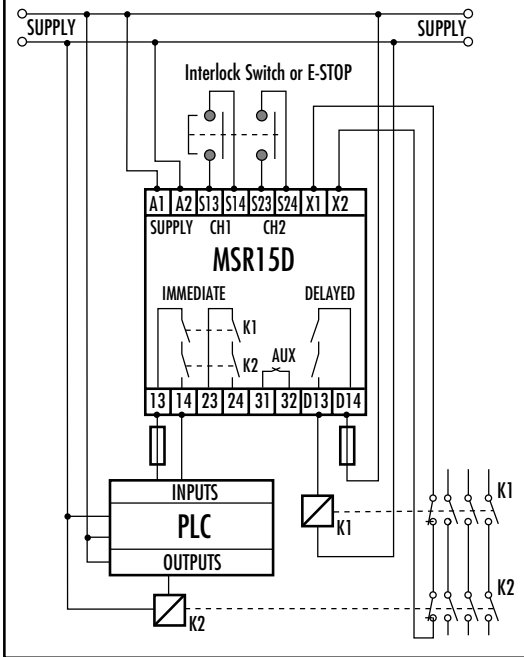 SUPPLY SUPPLY
Interlock Switch or E-STOP
A1 A2 S13 S14 S23 S24 X1 X2
SUPPLY CH1 CH2
MSR15D
IMMEDIATE DELAYED
K1
K2 AUX
13 14 23 24 31 32 D13 D14
INPUTS
PLC
OUTPUTS
K1
K1
K2
K2